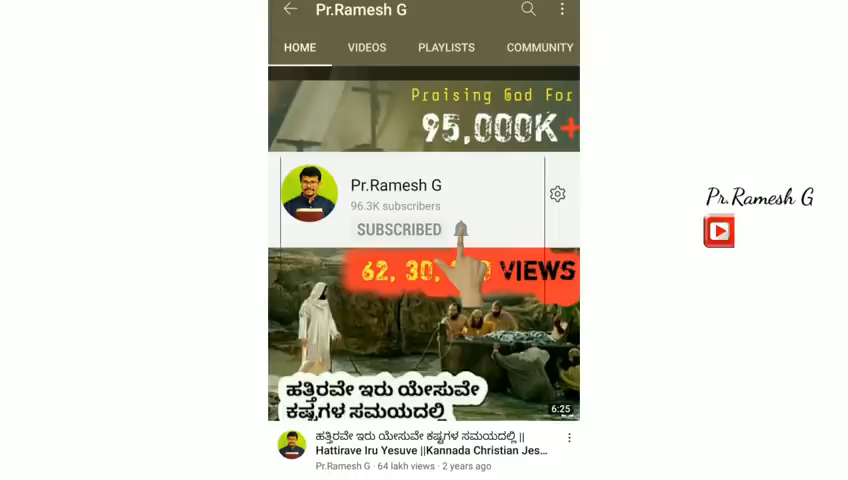 Pr.Ramesh G
HOME VIDEOS PLAYLISTS COMMUNITY
Praising God For
95,000K+
Pr.Ramesh G
96.3K subscribers
SUBSCRIBED
Pr.Ramesh G
62, 30, VIEWS
ಹತ್ತಿರವೇ ಇರು ಯೇಸುವೇ
ಕಷ್ಟಗಳ ಸಮಯದಲ್ಲಿ
6:25
ಹತ್ತಿರವೇ ಇರು ಯೇಸುವೇ ಕಷ್ಟಗಳ ಸಮಯದಲ್ಲಿ ||
Hattirave Iru Yesuve ||Kannada Christian Jes...
Pr.Ramesh G · 64 lakh views · 2 years ago